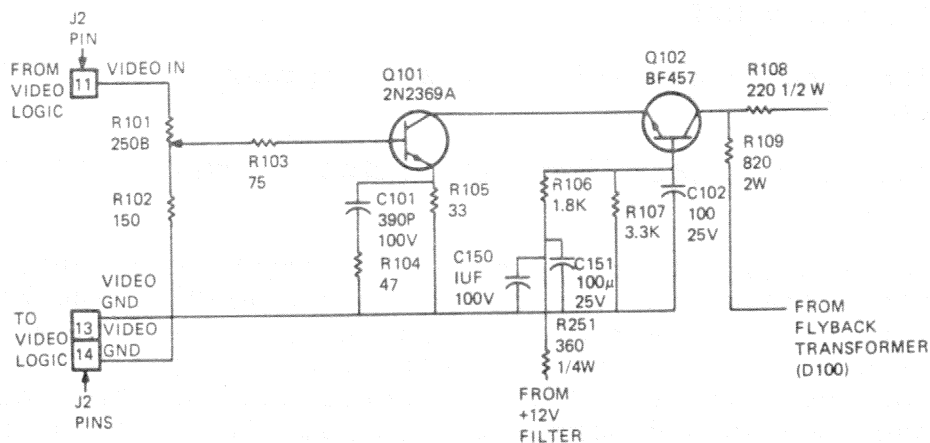 J2
PIN
FROM
VIDEO
LOGIC
11
VIDEO IN
R101
250B
R102
150
R103
75
Q101
2N2369A
C101
390P
100V
R104
47
R105
33
Q102
BF457
R108
220 1/2 W
R109
820
2W
R106
1.8K
R107
3.3K
C102
100
25V
C150
IUF
100V
C151
100µ
25V
R251
360
1/4W
FROM
+12V
FILTER
FROM
FLYBACK
TRANSFORMER
(D100)
VIDEO
GND
TO
VIDEO
LOGIC
13
VIDEO
14
GND
J2
PINS